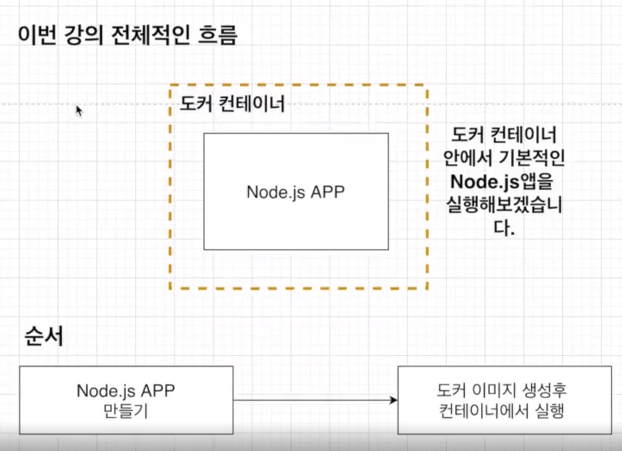 이번 강의 전체적인 흐름
도커 컨테이너
Node.js APP
도커 컨테이너
안에서 기본적인
Node.js앱을
실행해보겠습니
다.
순서
Node.js APP
만들기
도커 이미지 생성후
컨테이너에서 실행